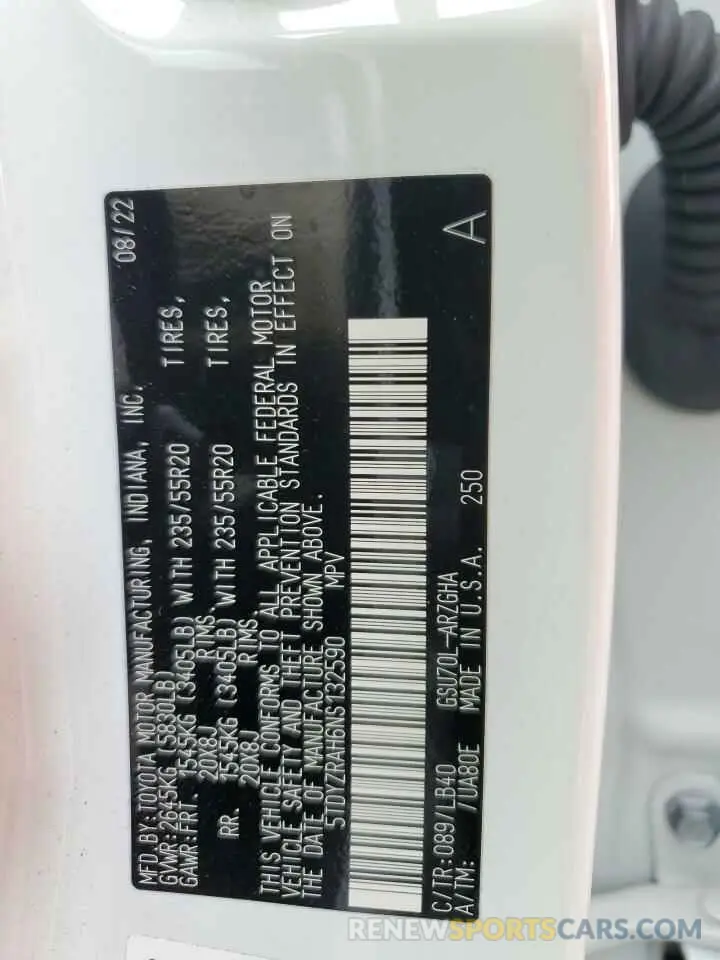 MFD.BY:TOYOTA MOTOR MANUFACTURING, INDIANA, INC. 08/22
GVWR:2645KG (5830LB)
GAWR:FRT 1545KG (3405LB) WITH 235/55R20 TIRES,
20X8J RIMS,
RR. 1545KG (3405LB) WITH 235/55R20 TIRES,
20X8J RIMS,
THIS VEHICLE CONFORMS TO ALL APPLICABLE FEDERAL MOTOR
VEHICLE SAFETY AND THEFT PREVENTION STANDARDS IN EFFECT ON
THE DATE OF MANUFACTURE SHOWN ABOVE.
5TDYZRAH6NS132590 MPV
C/TR:089/LB40 GSU70L-ARZGHA
A/TM: /UA80E MADE IN U.S.A. 250
A
RENEWSPORTSCARS.COM